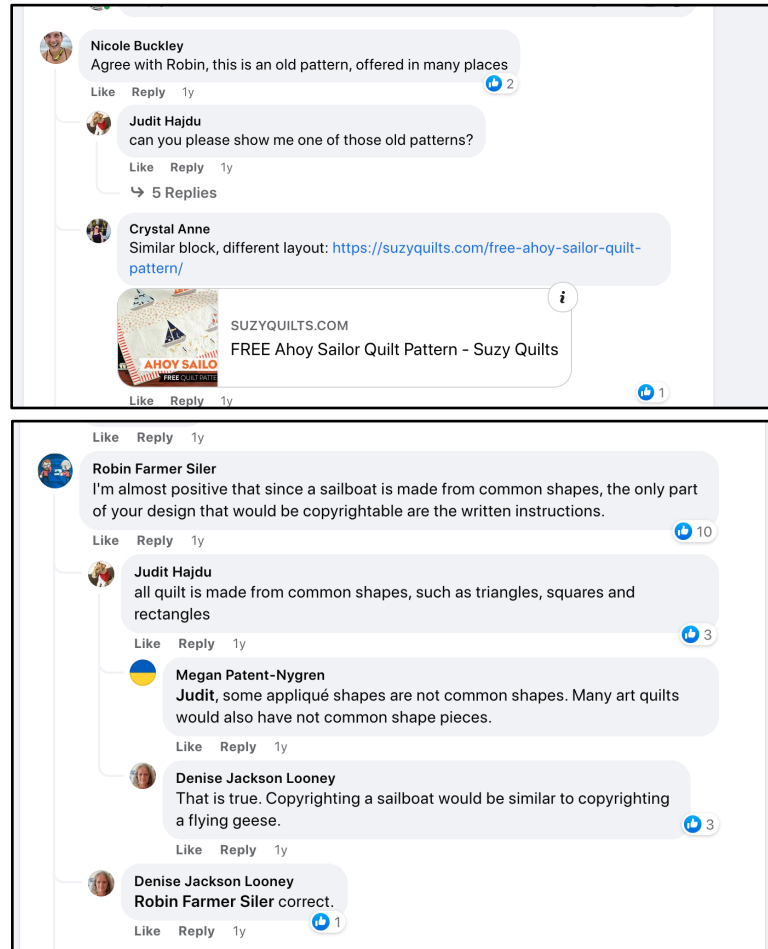 Nicole Buckley
Agree with Robin, this is an old pattern, offered in many places
2
Like Reply 1y
Judit Hajdu
can you please show me one of those old patterns?
Like Reply 1y
5 Replies
Crystal Anne
Similar block, different layout: https://suzyquilts.com/free-ahoy-sailor-quilt-
pattern/
i
SUZYQUILTS.COM
FREE Ahoy Sailor Quilt Pattern - Suzy Quilts
AHOY SAILO
FREE QUILT PATTE
Like Reply 1y
1
Like Reply 1y
Robin Farmer Siler
I'm almost positive that since a sailboat is made from common shapes, the only part
of your design that would be copyrightable are the written instructions.
10
Like Reply 1y
Judit Hajdu
all quilt is made from common shapes, such as triangles, squares and
rectangles
3
Like Reply 1y
Megan Patent-Nygren
Judit, some appliqué shapes are not common shapes. Many art quilts
would also have not common shape pieces.
Like Reply 1y
Denise Jackson Looney
That is true. Copyrighting a sailboat would be similar to copyrighting
a flying geese.
3
Like Reply 1y
Denise Jackson Looney
Robin Farmer Siler correct.
1
Like Reply 1y